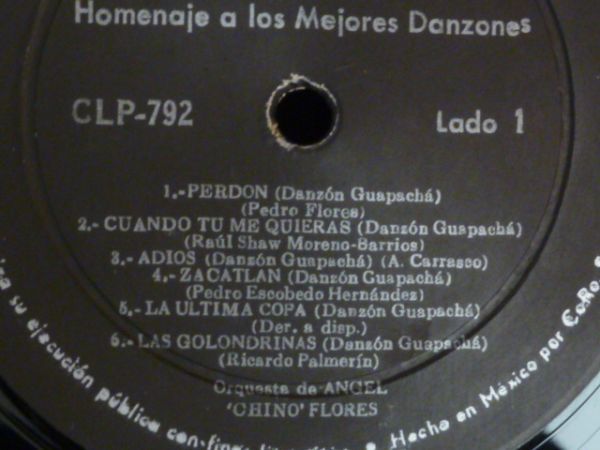 Homenaje a los Mejores Danzones
CLP-792
Lado 1
1.-PERDON (Danzón Guapachá)
(Pedro Flores)
2.-CUANDO TU ME QUIERAS (Danzón Guapachá)
(Raúl Shaw Moreno-Barrios)
3.-ADIOS (Danzón Guapachá) (A. Carrasco)
4.-ZACATLAN (Danzón Guapachá)
(Pedro Escobedo Hernández)
5.-LA ULTIMA COPA (Danzón Guapachá)
(Der. a disp.)
6.-LAS GOLONDRINAS (Danzón Guapachá)
(Ricardo Palmerín)
Orquesta de ANGEL
'CHINO' FLORES
su ejecución pública con fines • Hecho en México por